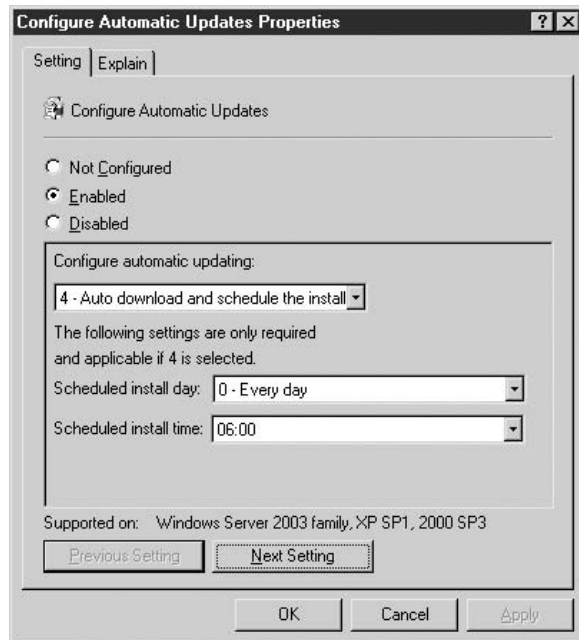 Configure Automatic Updates Properties
Setting
Explain
Configure Automatic Updates
Not Configured
Enabled
Disabled
Configure automatic updating:
4 - Auto download and schedule the install
The following settings are only required
and applicable if 4 is selected.
Scheduled install day: 0 - Every day
Scheduled install time: 06:00
Supported on: Windows Server 2003 family, XP SP1, 2000 SP3
Previous Setting
Next Setting
OK
Cancel
Apply